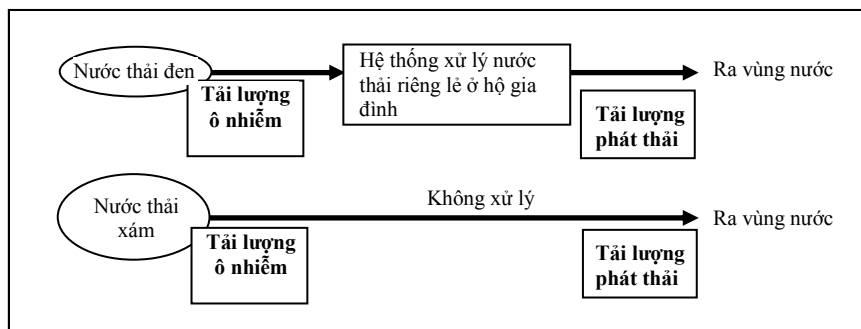 Nước thải đen
Tải lượng
ô nhiễm
Hệ thống xử lý nước
thải riêng lẻ ở hộ gia
đình
Tải lượng
phát thải
Ra vùng nước
Nước thải
xám
Tải lượng
ô nhiễm
Không xử lý
Tải lượng
phát thải
Ra vùng nước